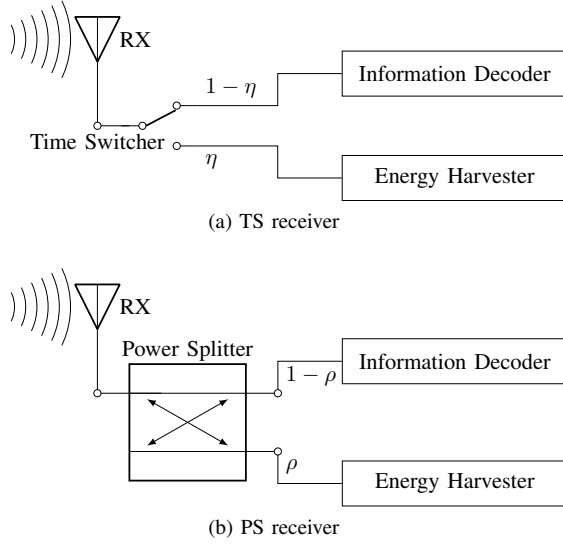 RX
1 − η
Information Decoder
Time Switcher
η
Energy Harvester
(a) TS receiver
RX
Power Splitter
Information Decoder
1 − ρ
ρ
Energy Harvester
(b) PS receiver